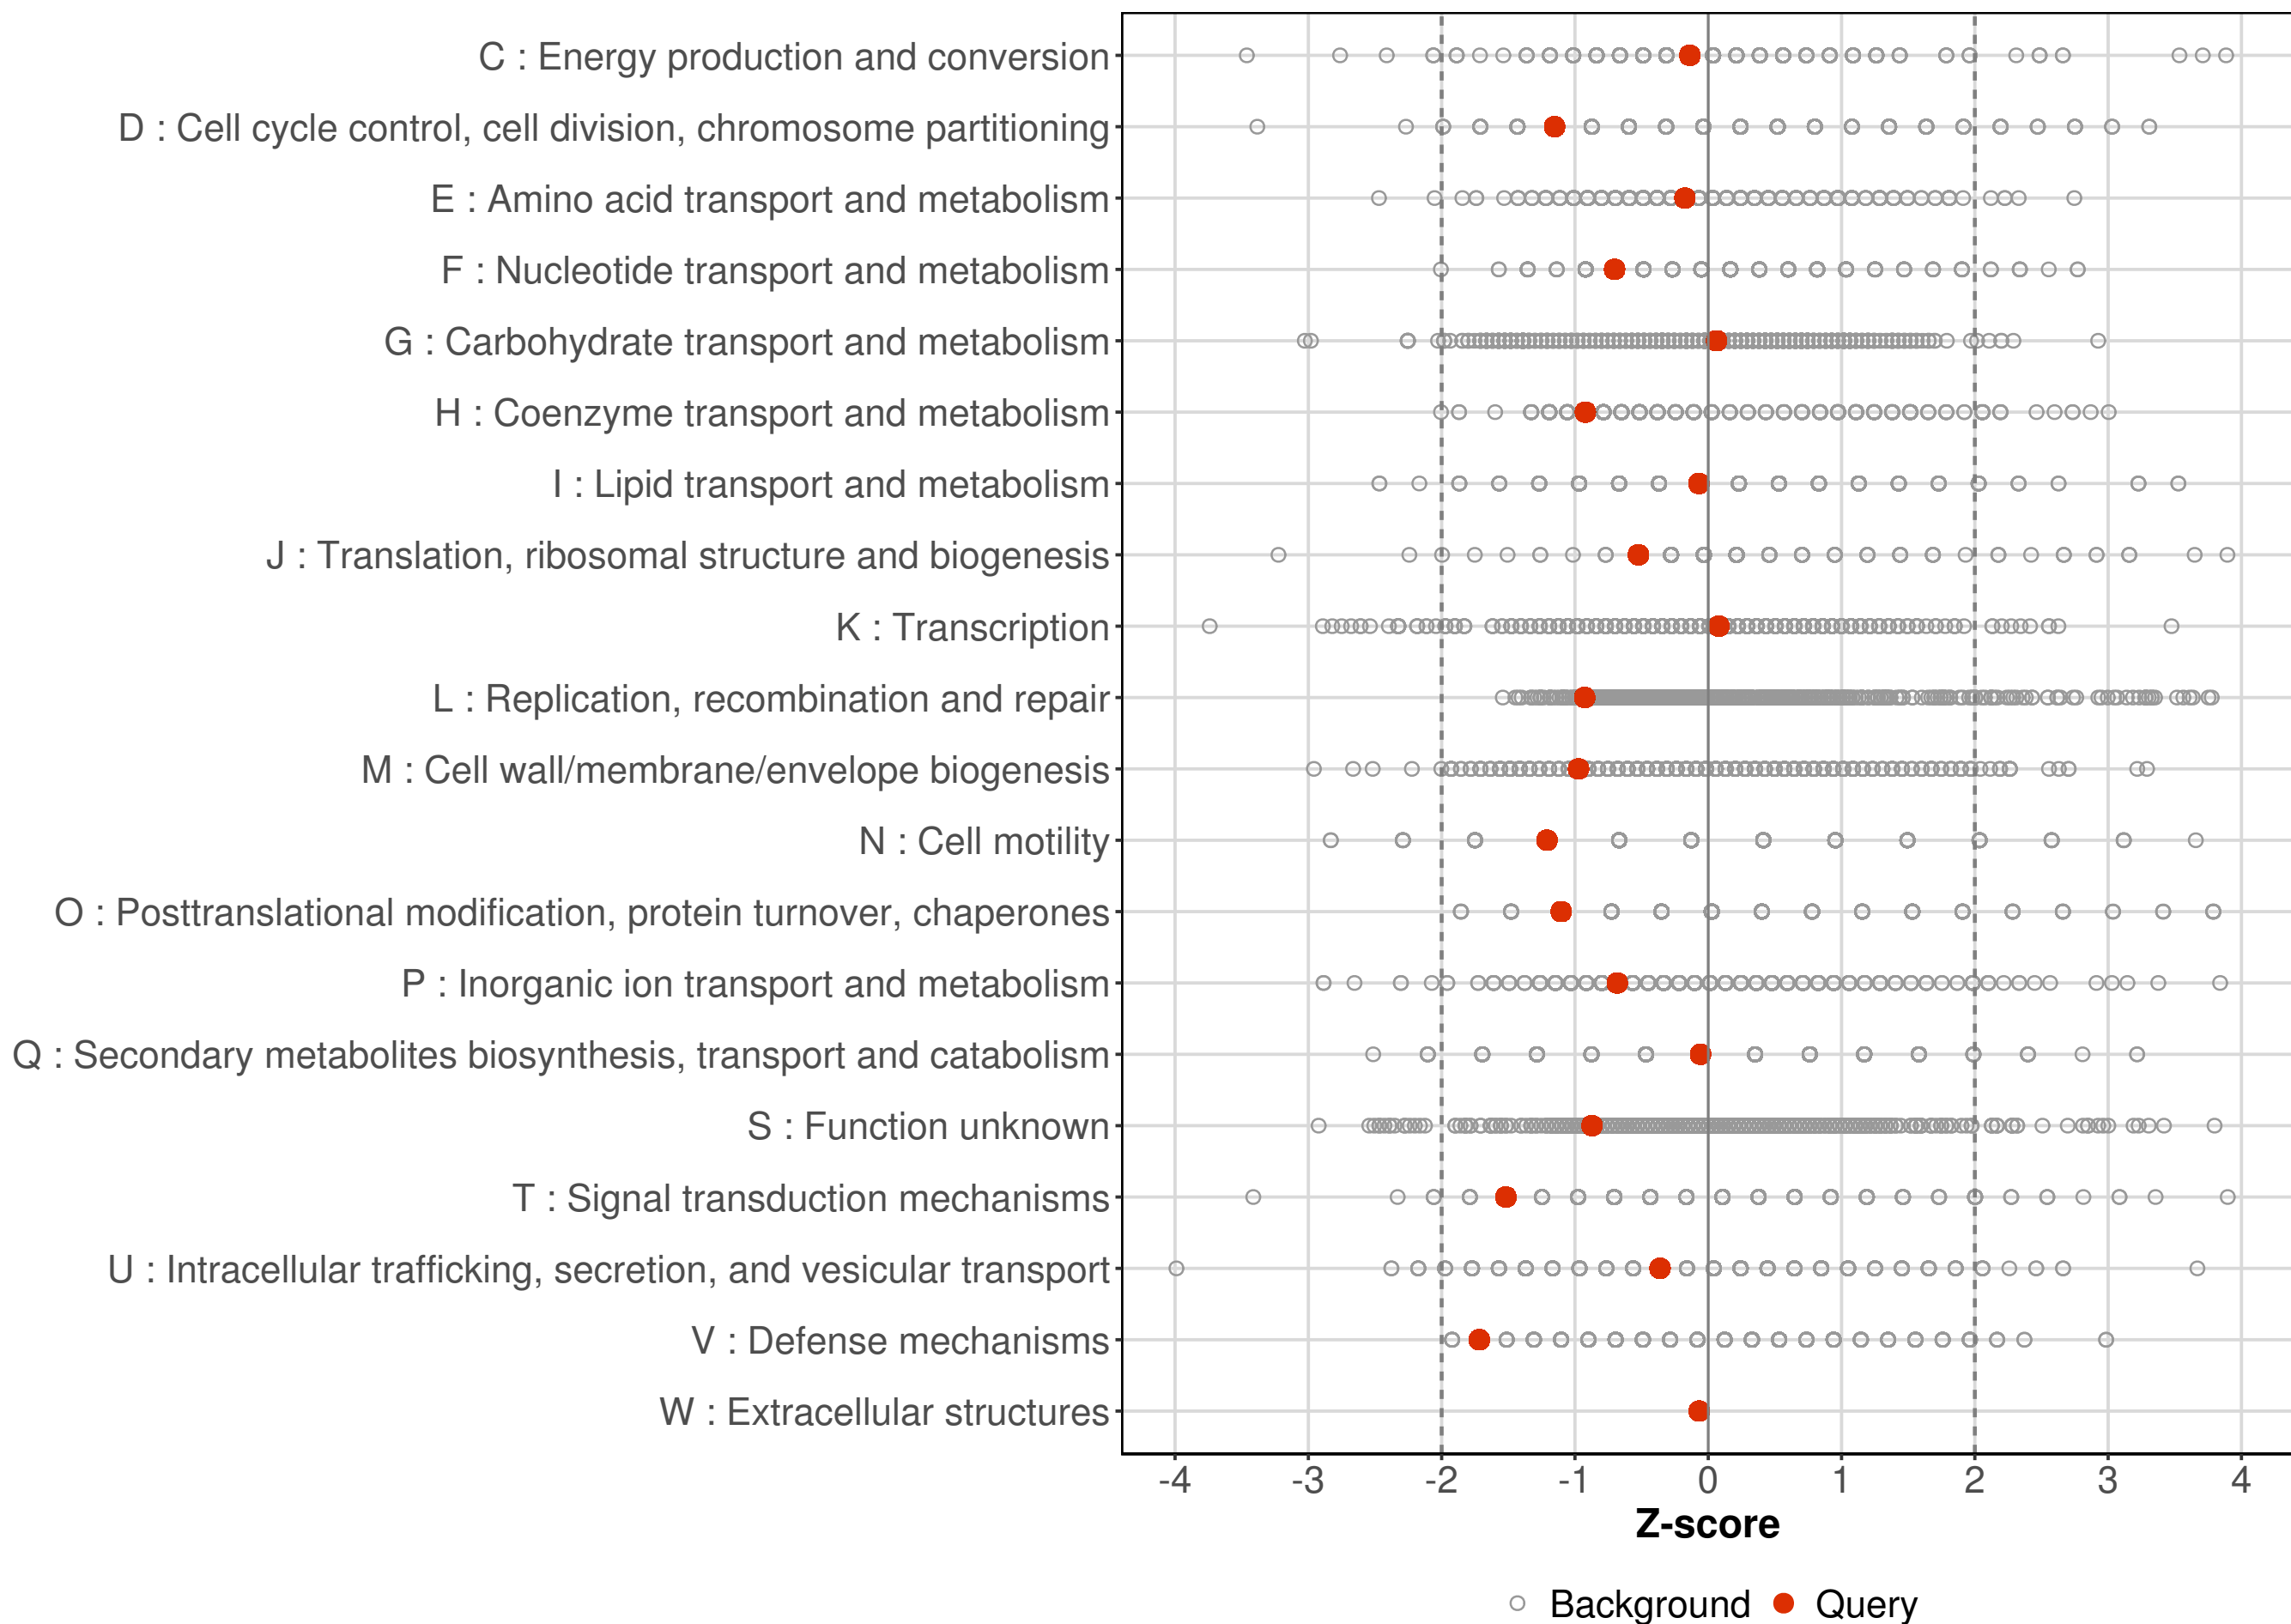 C : Energy production and conversion
D : Cell cycle control, cell division, chromosome partitioning
E : Amino acid transport and metabolism
F : Nucleotide transport and metabolism
G : Carbohydrate transport and metabolism
H : Coenzyme transport and metabolism
I : Lipid transport and metabolism
J : Translation, ribosomal structure and biogenesis
K : Transcription
L : Replication, recombination and repair
M : Cell wall/membrane/envelope biogenesis
N : Cell motility
O : Posttranslational modification, protein turnover, chaperones
P : Inorganic ion transport and metabolism
Q : Secondary metabolites biosynthesis, transport and catabolism
S : Function unknown
T : Signal transduction mechanisms
U : Intracellular trafficking, secretion, and vesicular transport
V : Defense mechanisms
W : Extracellular structures
-4 -3 -2 -1 0 1 2 3 4
Z-score
Background Query